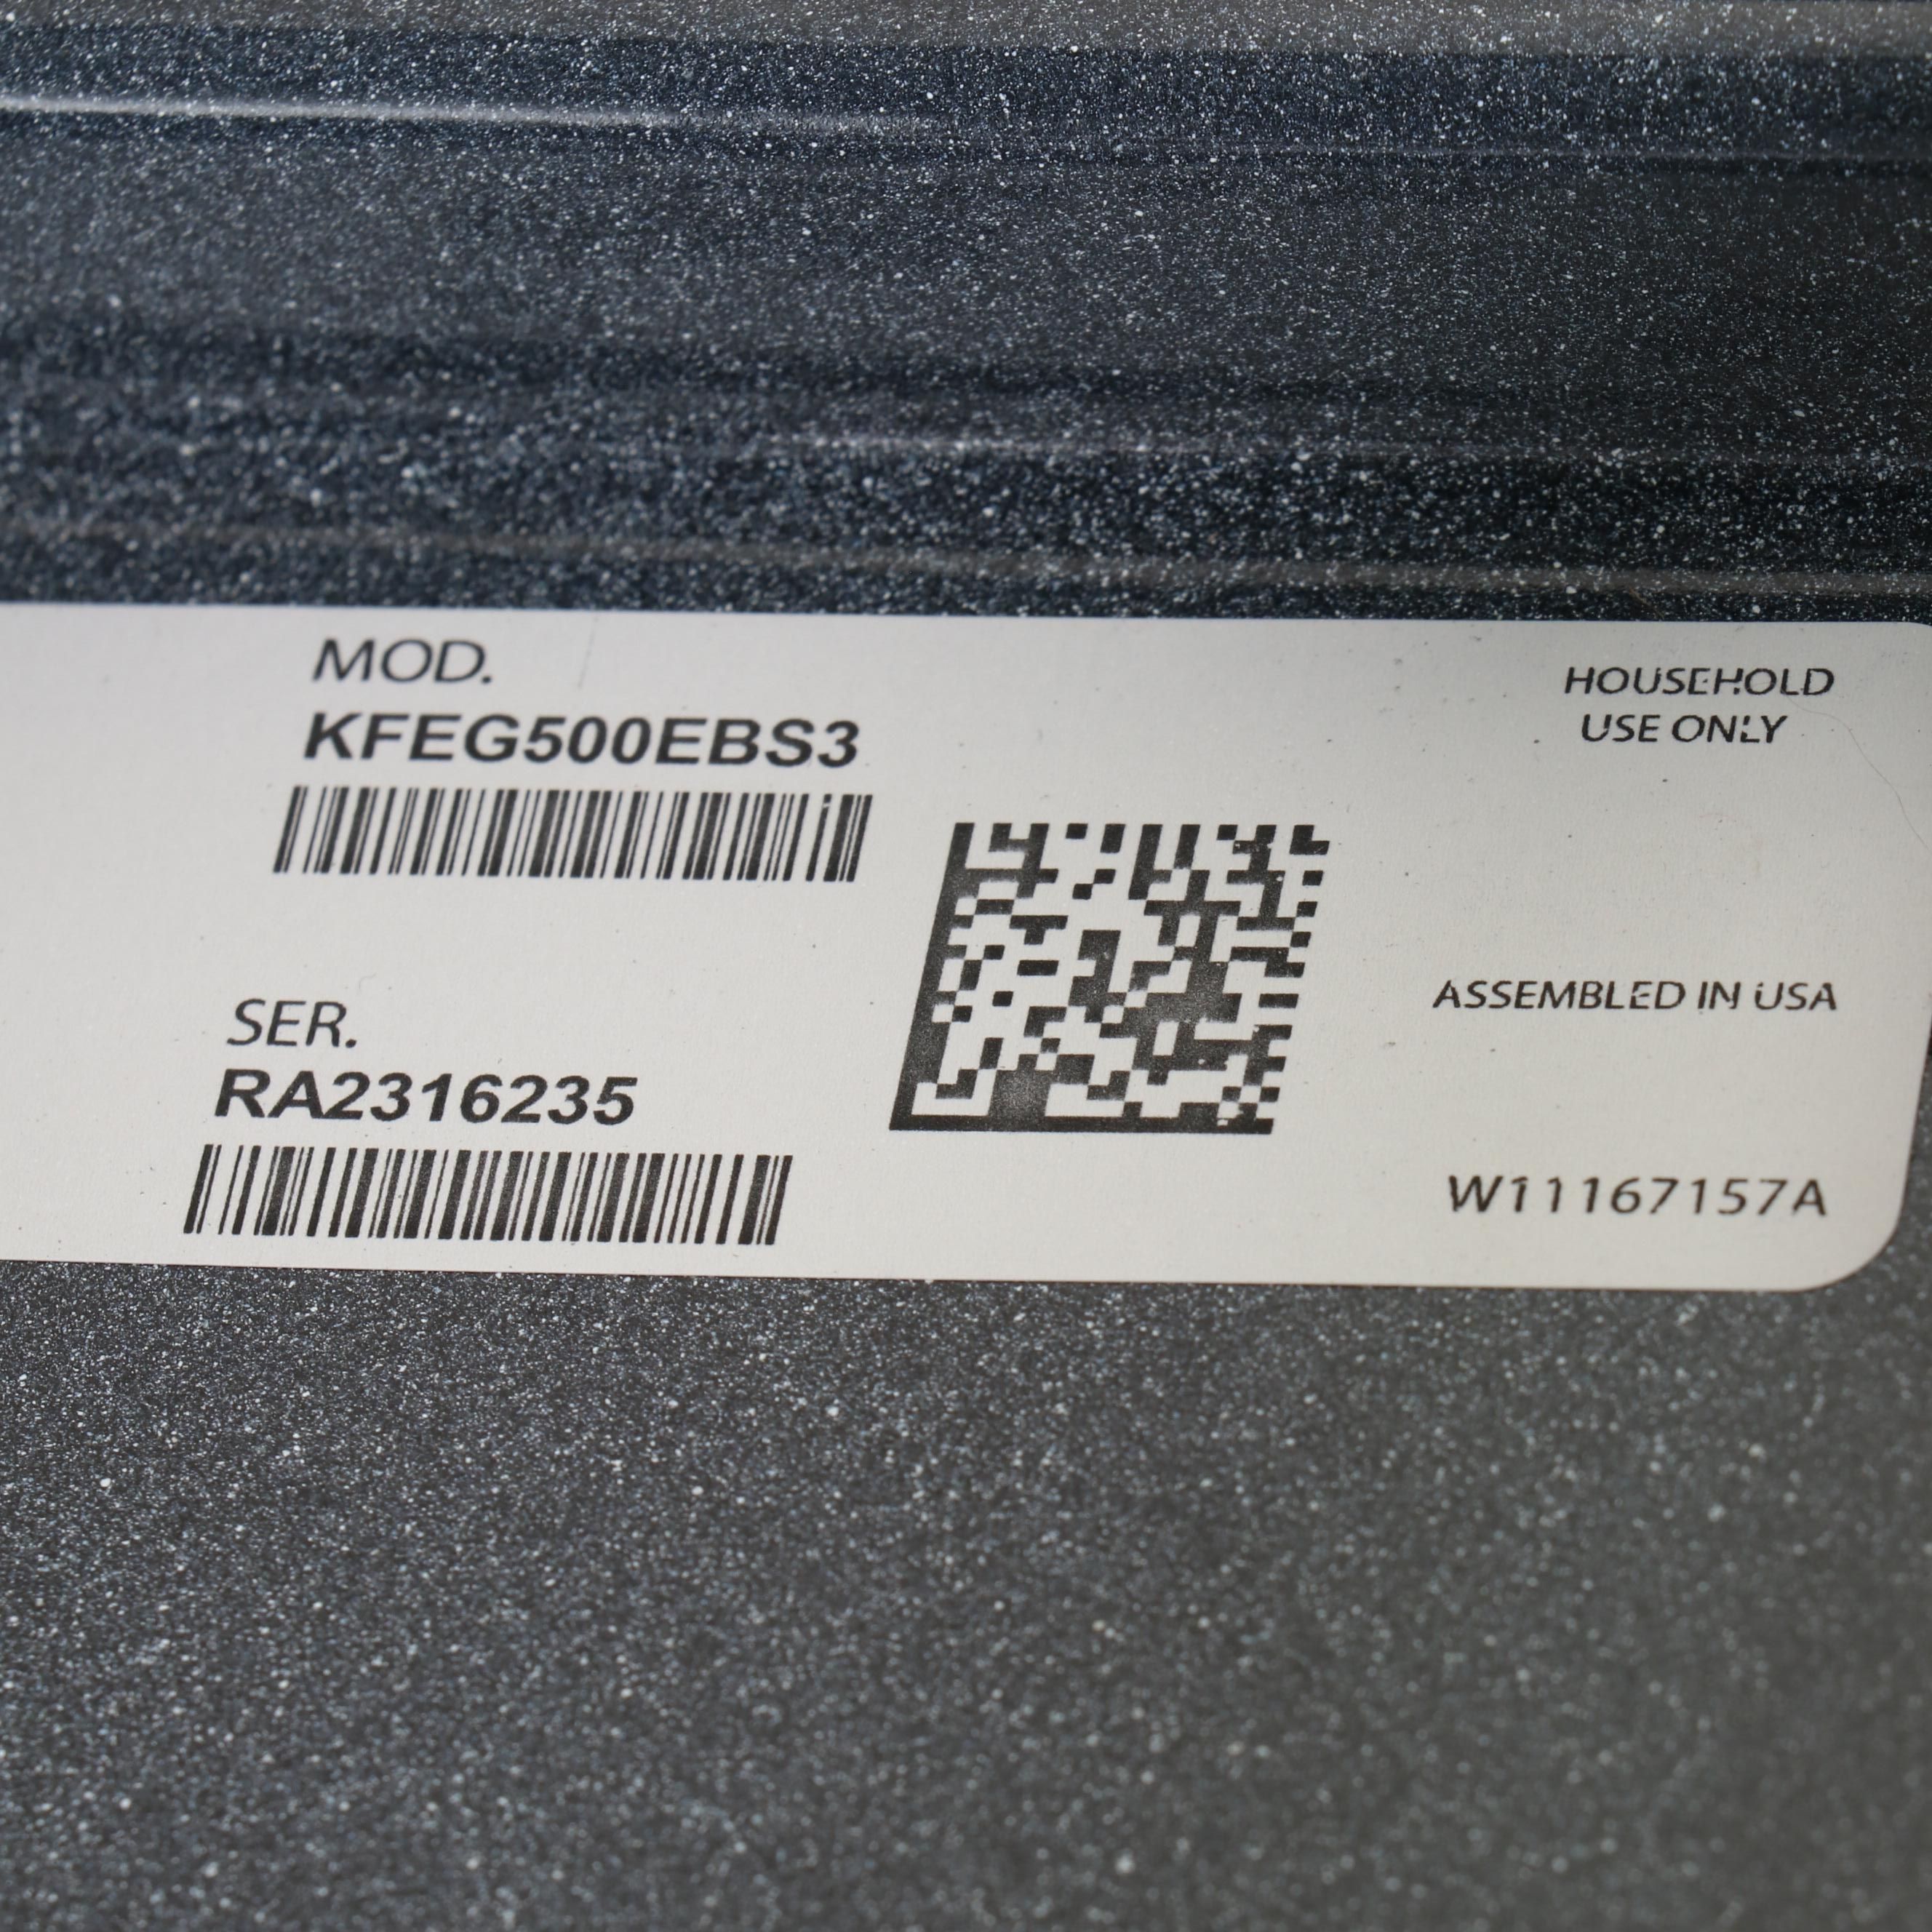 MOD.
KFEG500EBS3
SER.
RA2316235
HOUSEHOLD
USE ONLY
ASSEMBLED IN USA
W11167157A